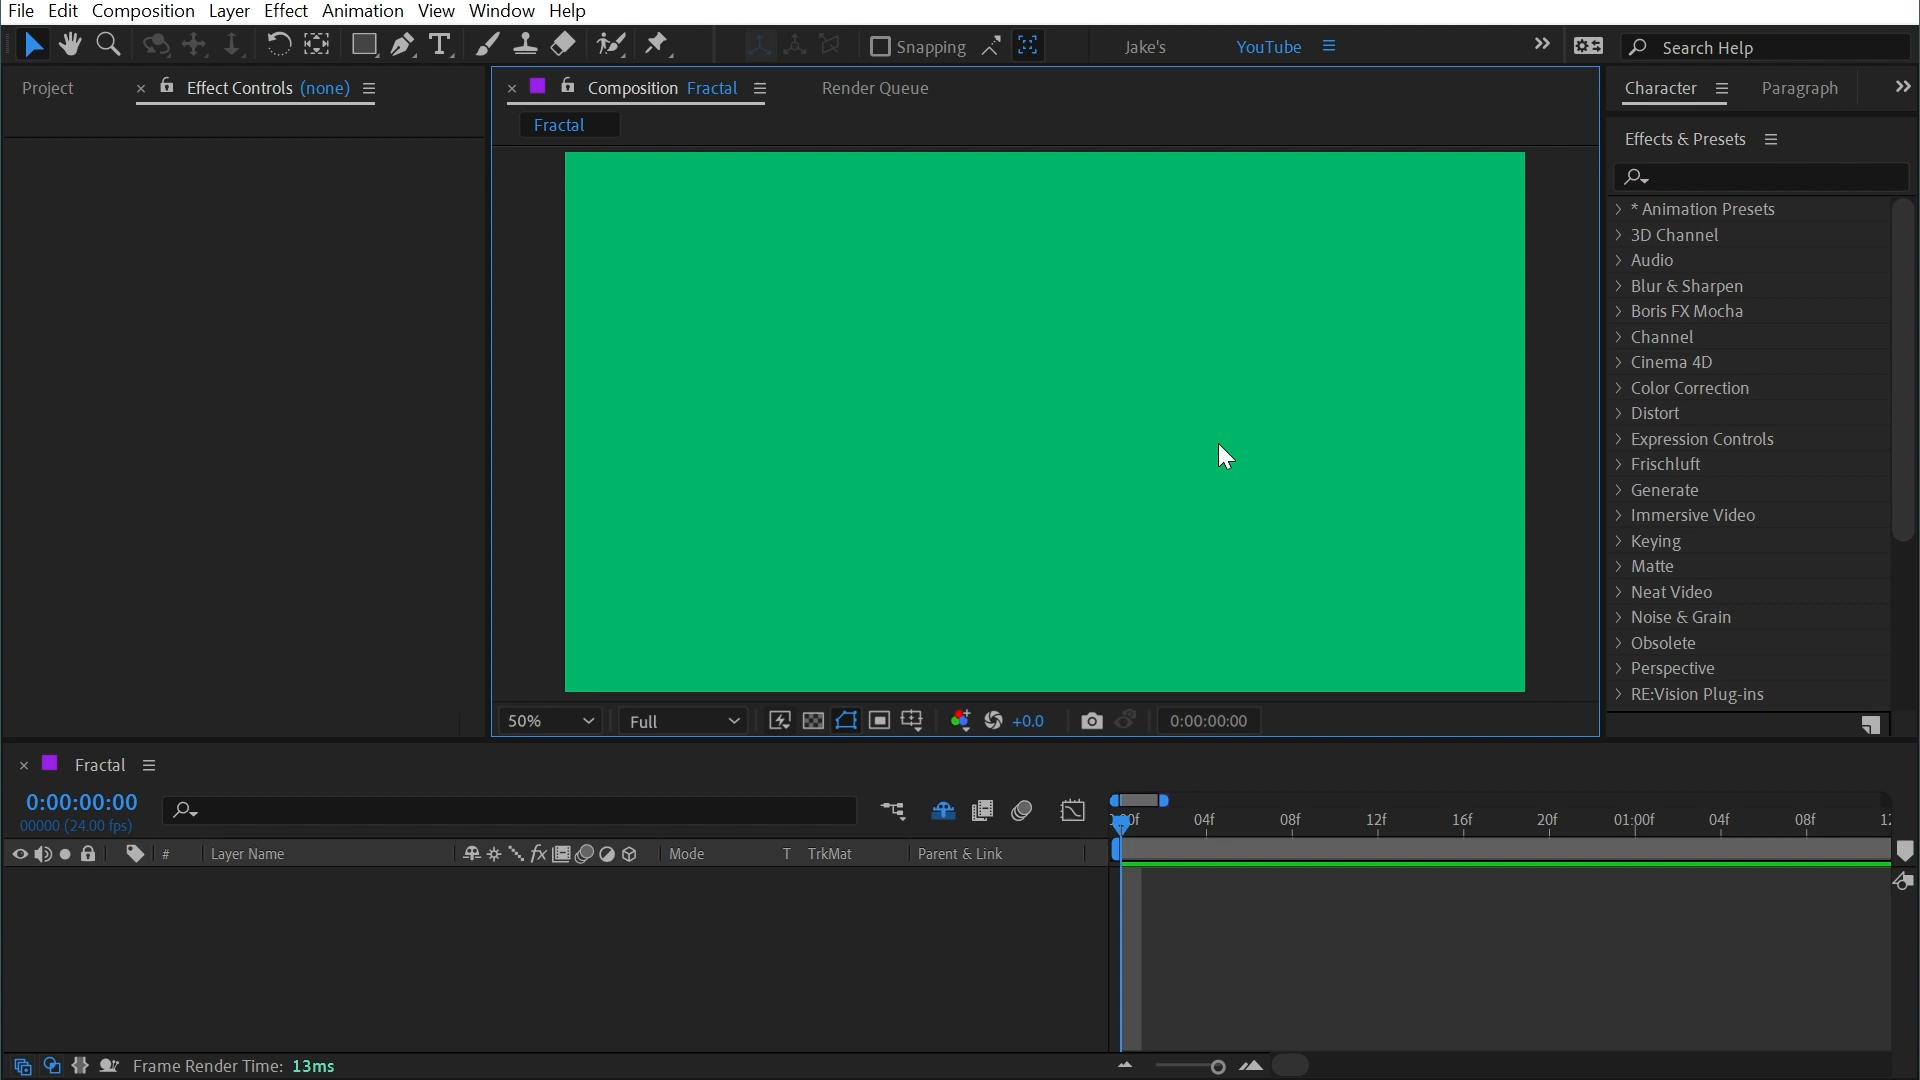 File Edit Composition Layer Effect Animation View Window Help
Snapping Jake's YouTube Search Help
Project Effect Controls (none) Composition Fractal Render Queue Character Paragraph
Fractal
Effects & Presets
* Animation Presets
3D Channel
Audio
Blur & Sharpen
Boris FX Mocha
Channel
Cinema 4D
Color Correction
Distort
Expression Controls
Frischluft
Generate
Immersive Video
Keying
Matte
Neat Video
Noise & Grain
Obsolete
Perspective
RE:Vision Plug-ins
50% Full +0.0 0:00:00:00
Fractal
0:00:00:00
00000 (24.00 fps)
04f 08f 12f 16f 20f 01:00f 04f 08f
# Layer Name fx Mode T TrkMat Parent & Link
Frame Render Time: 13ms